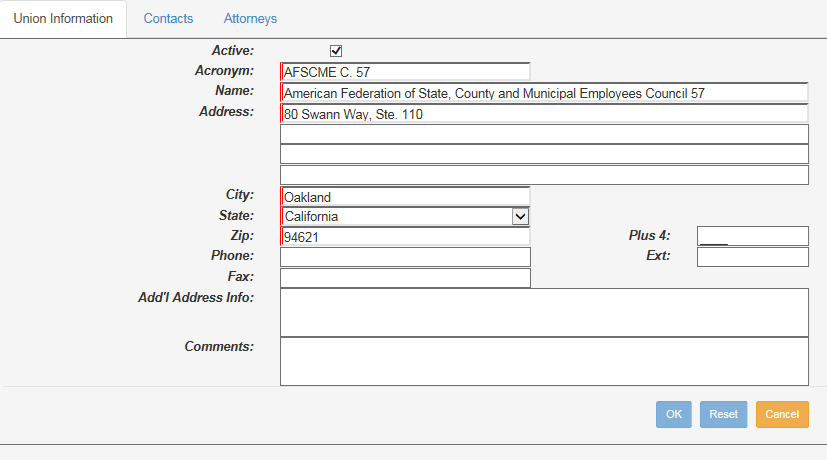 Union Information Contacts Attorneys
Active:
Acronym: AFSCME C. 57
Name: American Federation of State, County and Municipal Employees Council 57
Address: 80 Swann Way, Ste. 110
City: Oakland
State: California
Zip: 94621 Plus 4: ____
Phone: Ext:
Fax:
Add'l Address Info:
Comments:
OK Reset Cancel